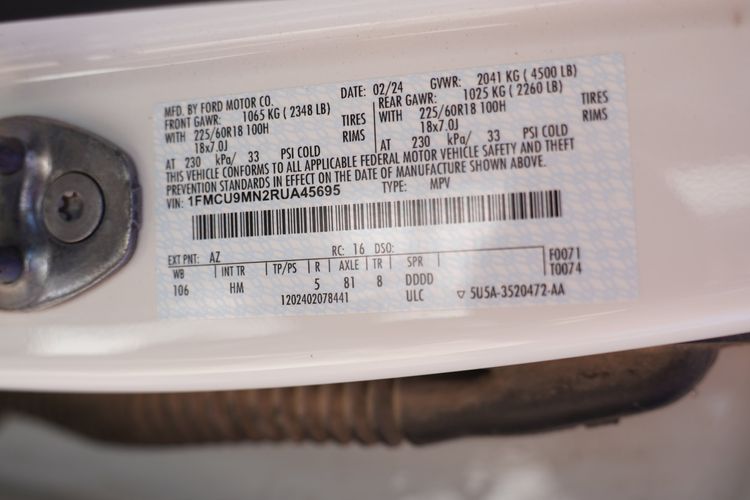 MFD. BY FORD MOTOR CO. DATE: 02/24 GVWR: 2041 KG ( 4500 LB)
FRONT GAWR: 1065 KG ( 2348 LB) REAR GAWR: 1025 KG ( 2260 LB)
WITH 225/60R18 100H TIRES WITH 225/60R18 100H TIRES
18x7.0J RIMS 18x7.0J RIMS
AT 230 kPa/ 33 PSI COLD AT 230 kPa/ 33 PSI COLD
THIS VEHICLE CONFORMS TO ALL APPLICABLE FEDERAL MOTOR VEHICLE SAFETY AND THEFT
PREVENTION STANDARDS IN EFFECT ON THE DATE OF MANUFACTURE SHOWN ABOVE.
VIN: 1FMCU9MN2RUA45695 TYPE: MPV
EXT PNT: AZ RC: 16 DSO: F0071
WB INT TR TP/PS R AXLE TR SPR T0074
106 HM 5 81 8 DDDD
1202402078441 ULC ▽ 5U5A-3520472-AA